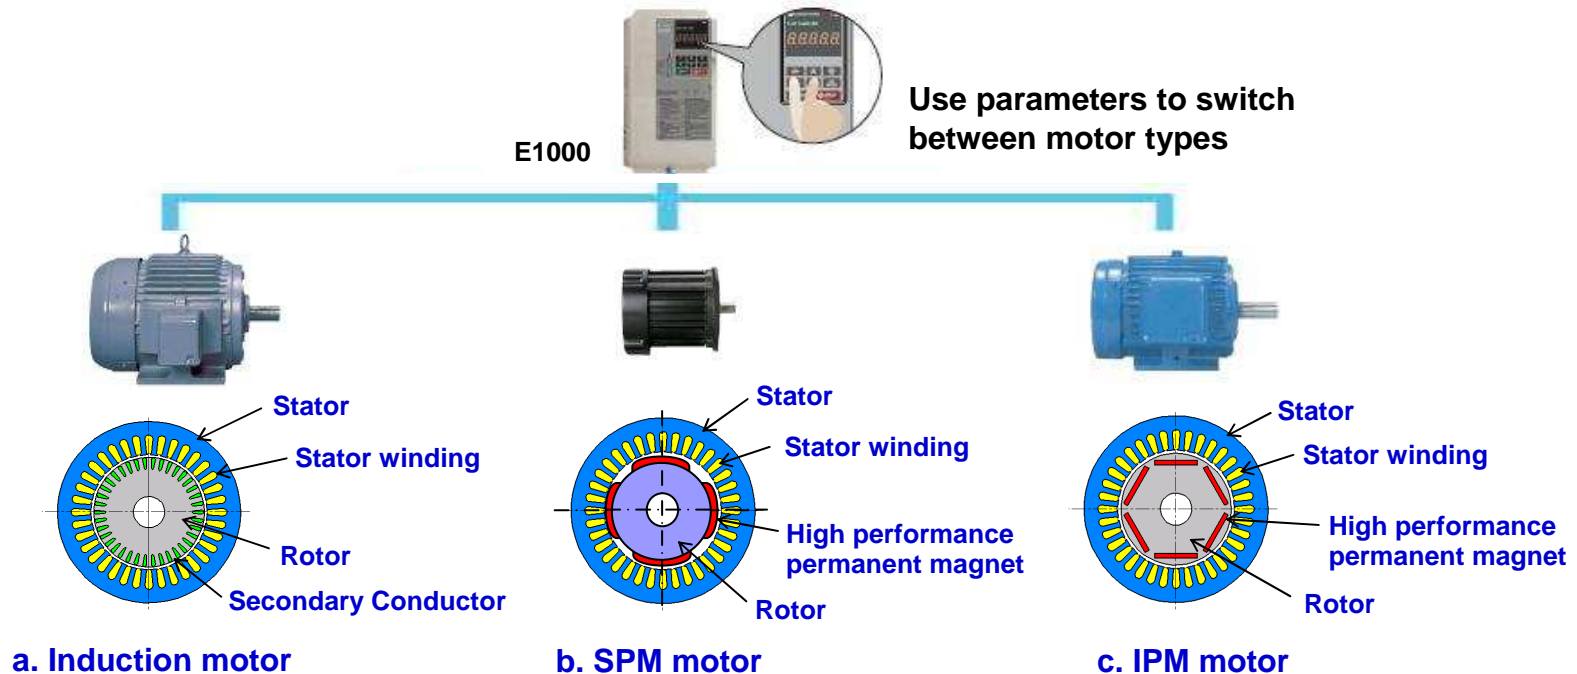 Use parameters to switch
between motor types
E1000
Stator
Stator winding
Rotor
Secondary Conductor
a. Induction motor
Stator
Stator winding
High performance
permanent magnet
Rotor
b. SPM motor
Stator
Stator winding
High performance
permanent magnet
Rotor
c. IPM motor